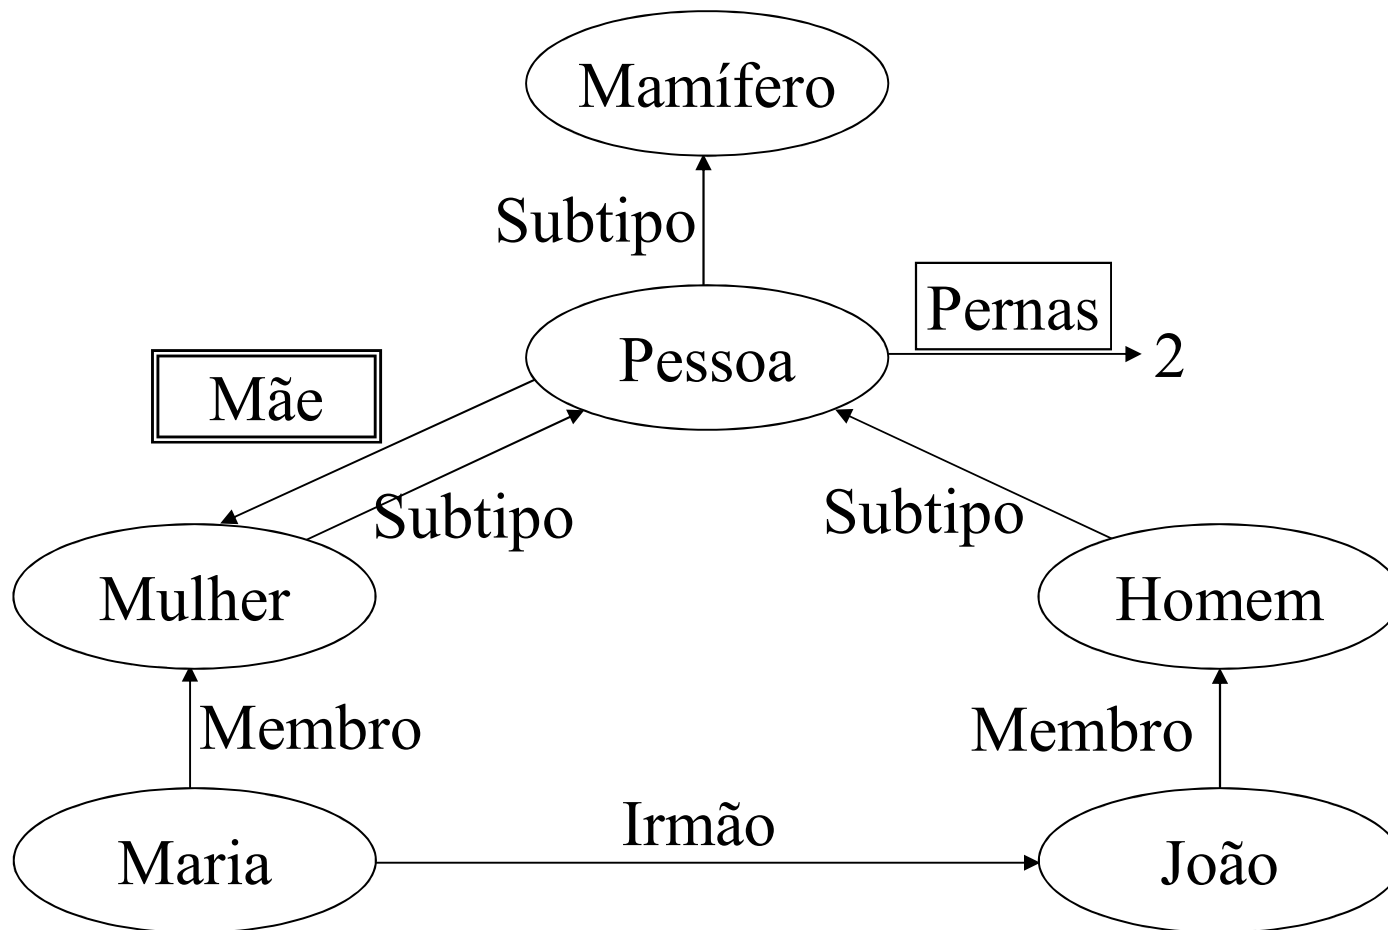 Mamífero
Subtipo
Pernas
Pessoa
2
Mãe
Subtipo
Subtipo
Mulher
Homem
Membro
Membro
Irmão
Maria
João